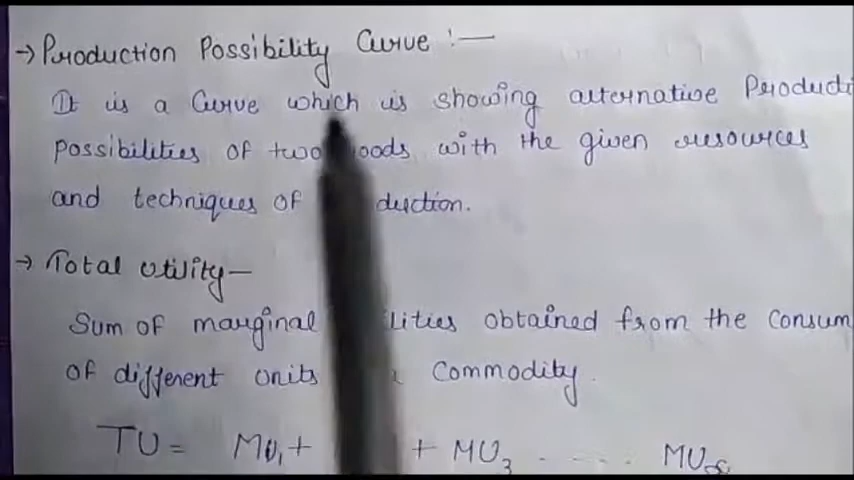 → Production Possibility Curve :—
It is a Curve which is showing alternative Producti
possibilities of two oods with the given resources
and techniques of duction.
→ Total utility—
Sum of marginal lities obtained from the Consum
of different units Commodity.
TU = MU1 + + MU3 ..... MU